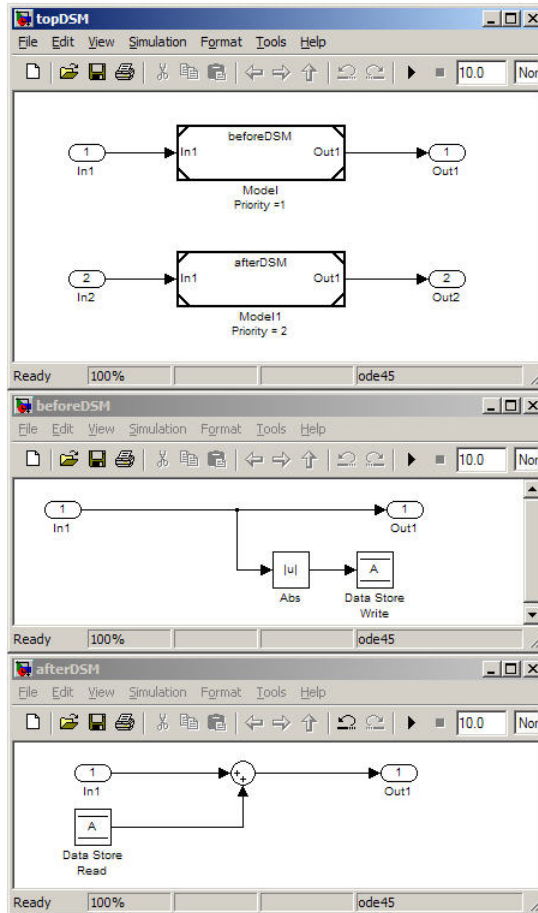 topDSM
File Edit View Simulation Format Tools Help
10.0 Nor
beforeDSM
1 In1 Out1 1
In1 Out1
Model
Priority =1
afterDSM
2 In1 Out1 2
In2 Out2
Model1
Priority = 2
Ready 100% ode45
beforeDSM
File Edit View Simulation Format Tools Help
10.0 Nor
1 1
In1 Out1
|u| A
Abs Data Store
Write
Ready 100% ode45
afterDSM
File Edit View Simulation Format Tools Help
10.0 Nor
1 + + 1
In1 Out1
A
Data Store
Read
Ready 100% ode45